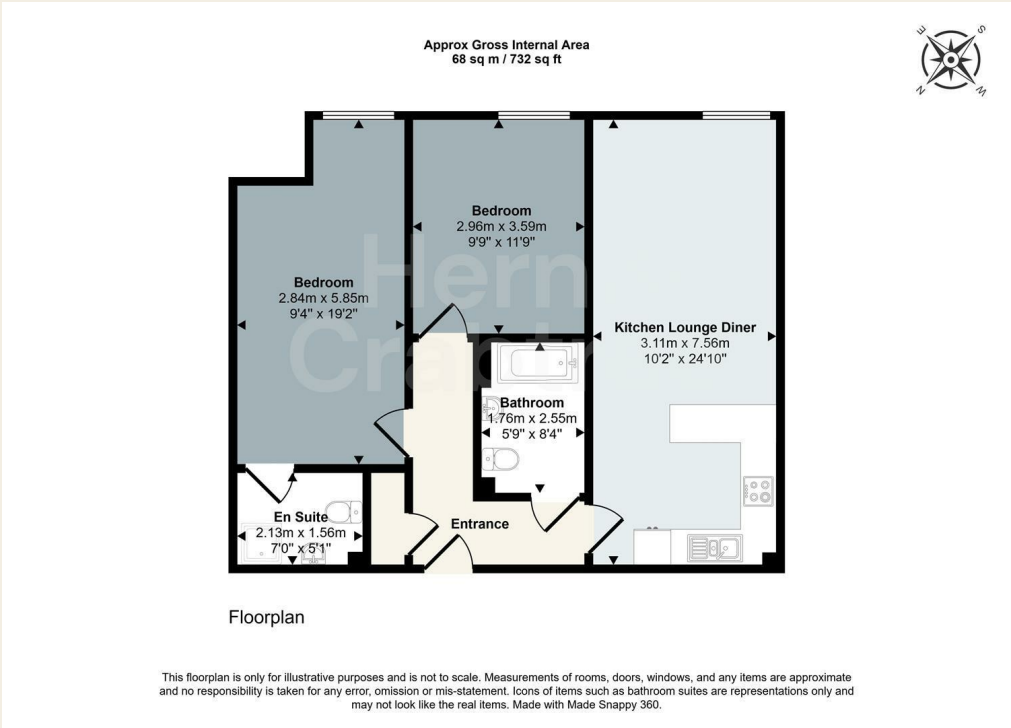 Approx Gross Internal Area
68 sq m / 732 sq ft
E
S
N
W
Bedroom
2.96m x 3.59m
9'9" x 11'9"
Bedroom
2.84m x 5.85m
9'4" x 19'2"
Hern
Crabt
Kitchen Lounge Diner
3.11m x 7.56m
10'2" x 24'10"
Bathroom
1.76m x 2.55m
5'9" x 8'4"
En Suite
2.13m x 1.56m
7'0" x 5'1"
Entrance
Floorplan
This floorplan is only for illustrative purposes and is not to scale. Measurements of rooms, doors, windows, and any items are approximate
and no responsibility is taken for any error, omission or mis-statement. Icons of items such as bathroom suites are representations only and
may not look like the real items. Made with Made Snappy 360.